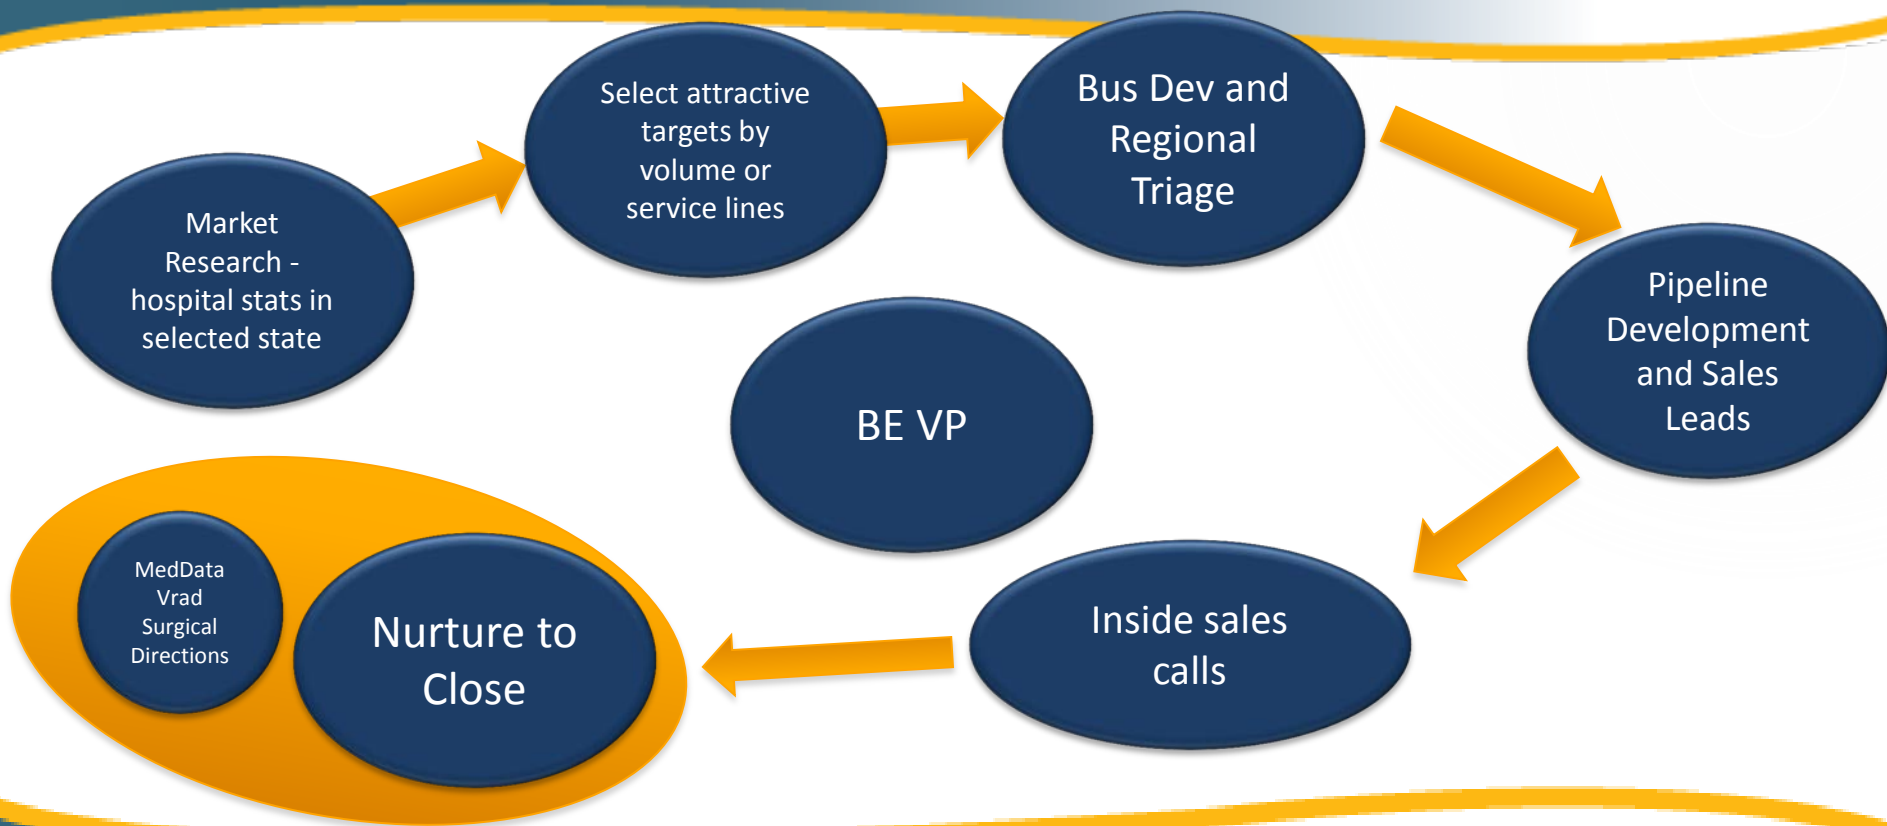 Market
Research -
hospital stats in
selected state
Select attractive
targets by
volume or
service lines
Bus Dev and
Regional
Triage
Pipeline
Development
and Sales
Leads
BE VP
Inside sales
calls
Nurture to
Close
MedData
Vrad
Surgical
Directions